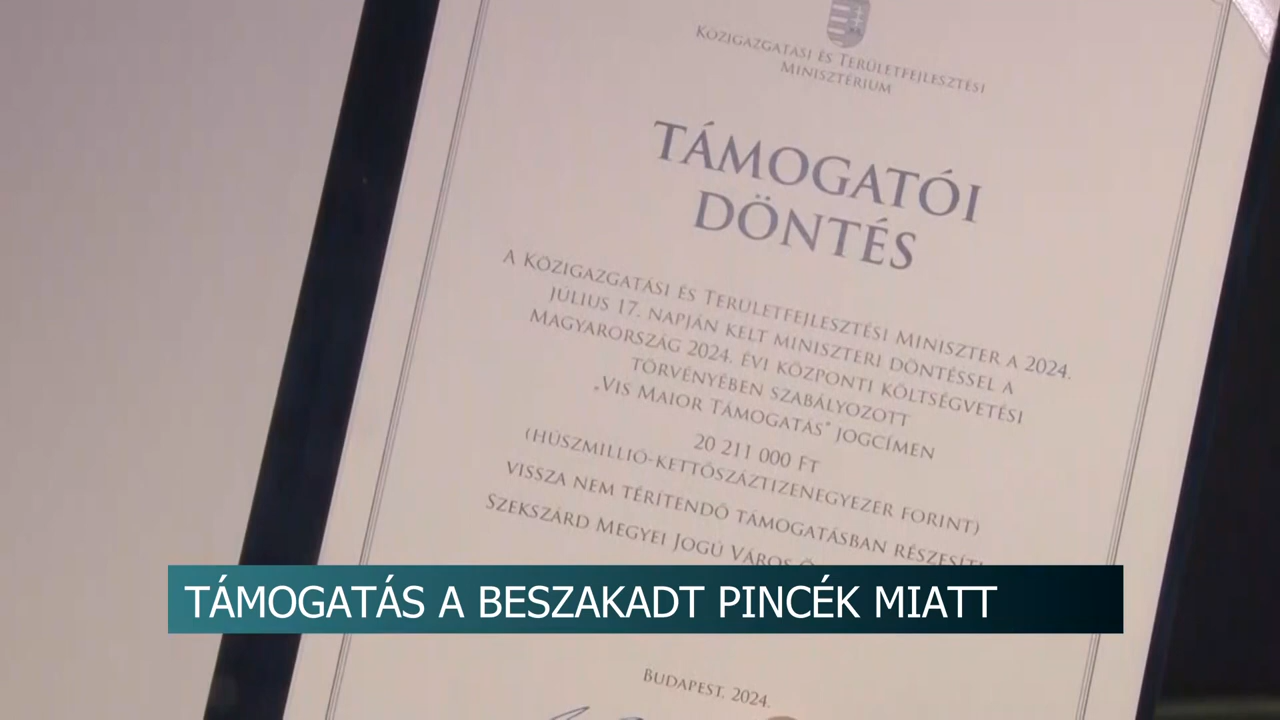 Közigazgatási és Területfejlesztési
Minisztérium
TÁMOGATÓI
DÖNTÉS
A Közigazgatási és Területfejlesztési Miniszter a 2024.
július 17. napján kelt miniszteri döntéssel a
Magyarország 2024. évi központi költségvetési
törvényében szabályozott
„Vis Maior Támogatás" jogcímen
20 211 000 Ft
(húszmillió-kettőszáztizenegyezer forint)
vissza nem térítendő támogatásban részesíti
Szekszárd Megyei Jogú Város
TÁMOGATÁS A BESZAKADT PINCÉK MIATT
Budapest, 2024.